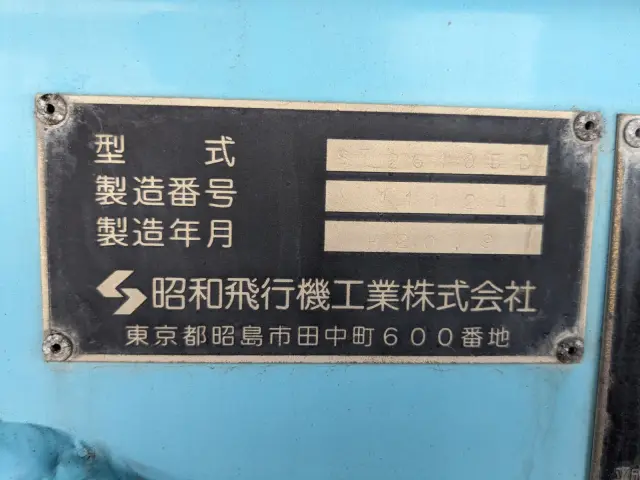 型式
製造番号
製造年月
昭和飛行機工業株式会社
東京都昭島市田中町600番地